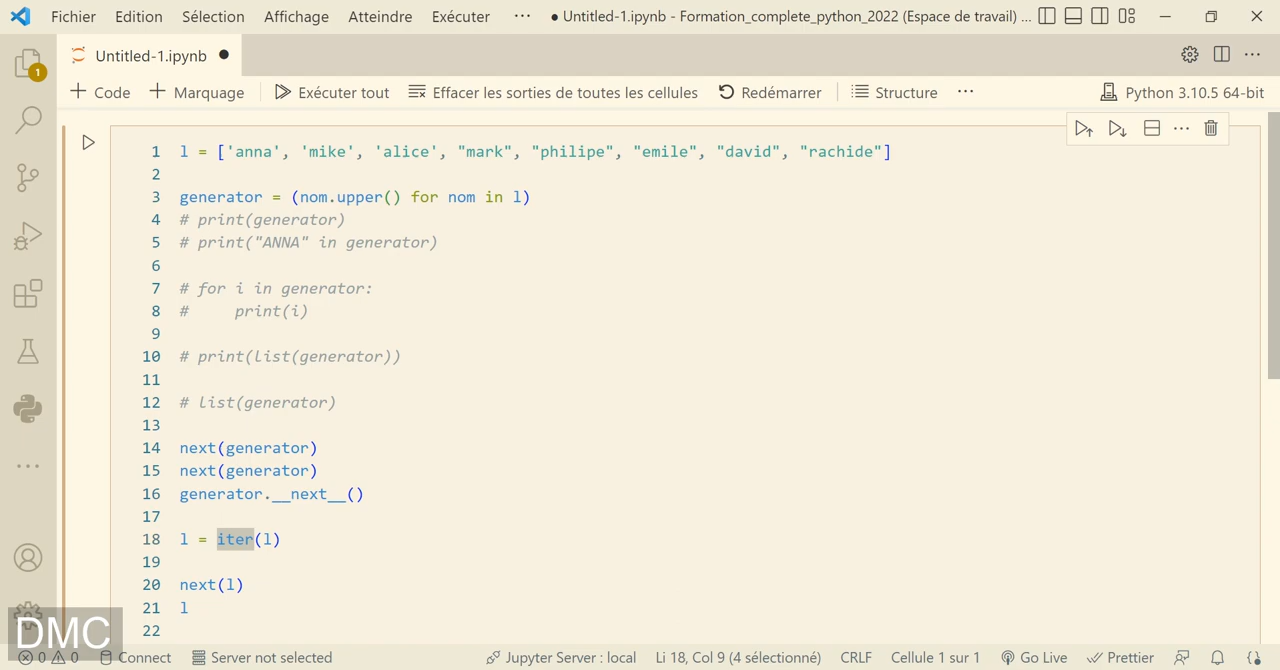 Fichier Edition Sélection Affichage Atteindre Exécuter ··· ● Untitled-1.ipynb - Formation_complete_python_2022 (Espace de travail) ...
1 Untitled-1.ipynb ●
+ Code + Marquage Exécuter tout Effacer les sorties de toutes les cellules Redémarrer Structure ··· Python 3.10.5 64-bit
1 l = ['anna', 'mike', 'alice', "mark", "philipe", "emile", "david", "rachide"]
2
3 generator = (nom.upper() for nom in l)
4 # print(generator)
5 # print("ANNA" in generator)
6
7 # for i in generator:
8 #     print(i)
9
10 # print(list(generator))
11
12 # list(generator)
13
14 next(generator)
15 next(generator)
16 generator.__next__()
17
18 l = iter(l)
19
20 next(l)
21 l
22
DMC
0 0 Connect Server not selected Jupyter Server : local Li 18, Col 9 (4 sélectionné) CRLF Cellule 1 sur 1 Go Live Prettier